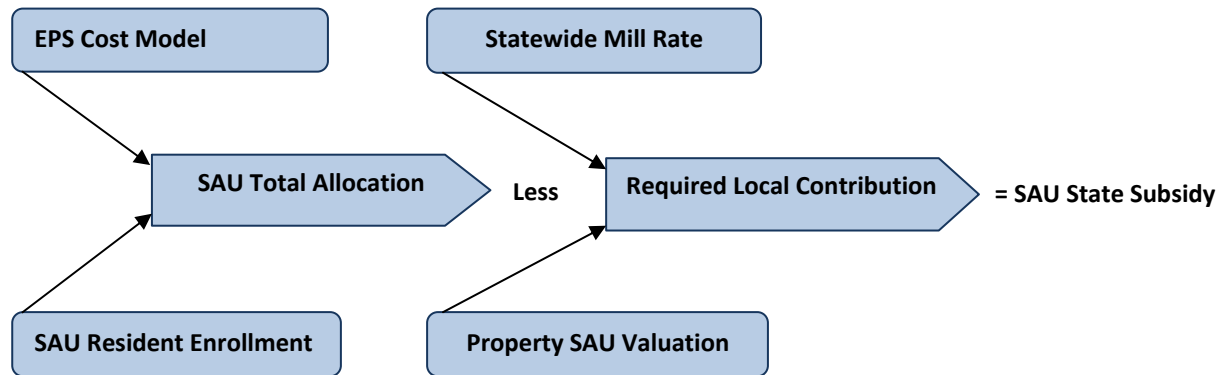 EPS Cost Model
Statewide Mill Rate
SAU Total Allocation
Less
Required Local Contribution
= SAU State Subsidy
SAU Resident Enrollment
Property SAU Valuation